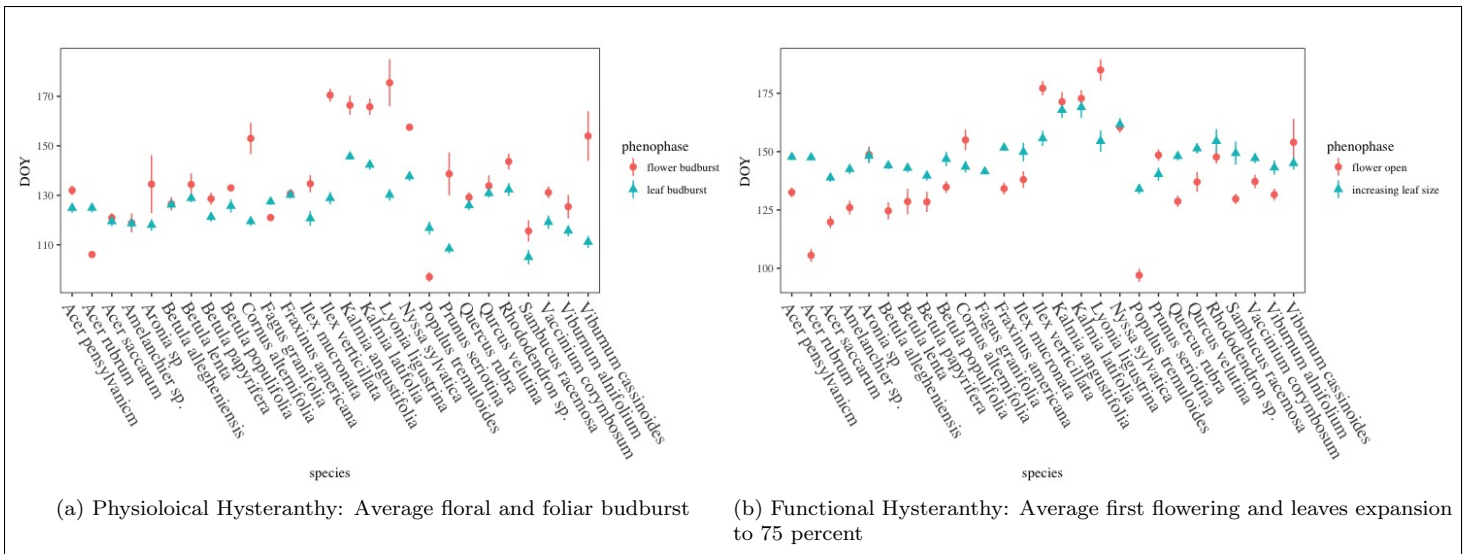 DOY
170
150
130
110
Acer pensylvanicm
Acer rubrum
Acer saccarum
Amelanchier sp.
Aronia sp
Betula allegheniensis
Betula lenta
Betula papyrifera
Betula populifolia
Cornus alternifolia
Fagus granifolia
Fraxinus americana
Ilex mucronata
Ilex verticillata
Kalmia angustifolia
Kalmia latifolia
Lyonia ligustrina
Nyssa sylvatica
Populus tremuloides
Prunus seriotina
Quercus rubra
Qurcus velutina
Rhododendron sp.
Sambucus racemosa
Vaccinium corymbosum
Viburnum alnifolium
Viburnum cassinoides
species
phenophase
flower budburst
leaf budburst
(a) Physioloical Hysteranthy: Average floral and foliar budburst
DOY
175
150
125
100
Acer pensylvanicm
Acer rubrum
Acer saccarum
Amelancher sp.
Aronia sp
Betula allegheniensis
Betula lenta
Betula papyrifera
Betula populifolia
Cornus alternifolia
Fagus granifolia
Fraxinus americana
Ilex mucronata
Ilex verticillata
Kalmia angustifolia
Kalmia latifolia
Lyonia ligustrina
Nyssa sylvatica
Populus tremuloides
Prunus seriotina
Quercus rubra
Qurcus velutina
Rhododendron sp.
Sambucus racemosa
Vaccinium corymbosum
Viburnum alnifolium
Viburnum cassinoides
species
phenophase
flower open
increasing leaf size
(b) Functional Hysteranthy: Average first flowering and leaves expansion
to 75 percent